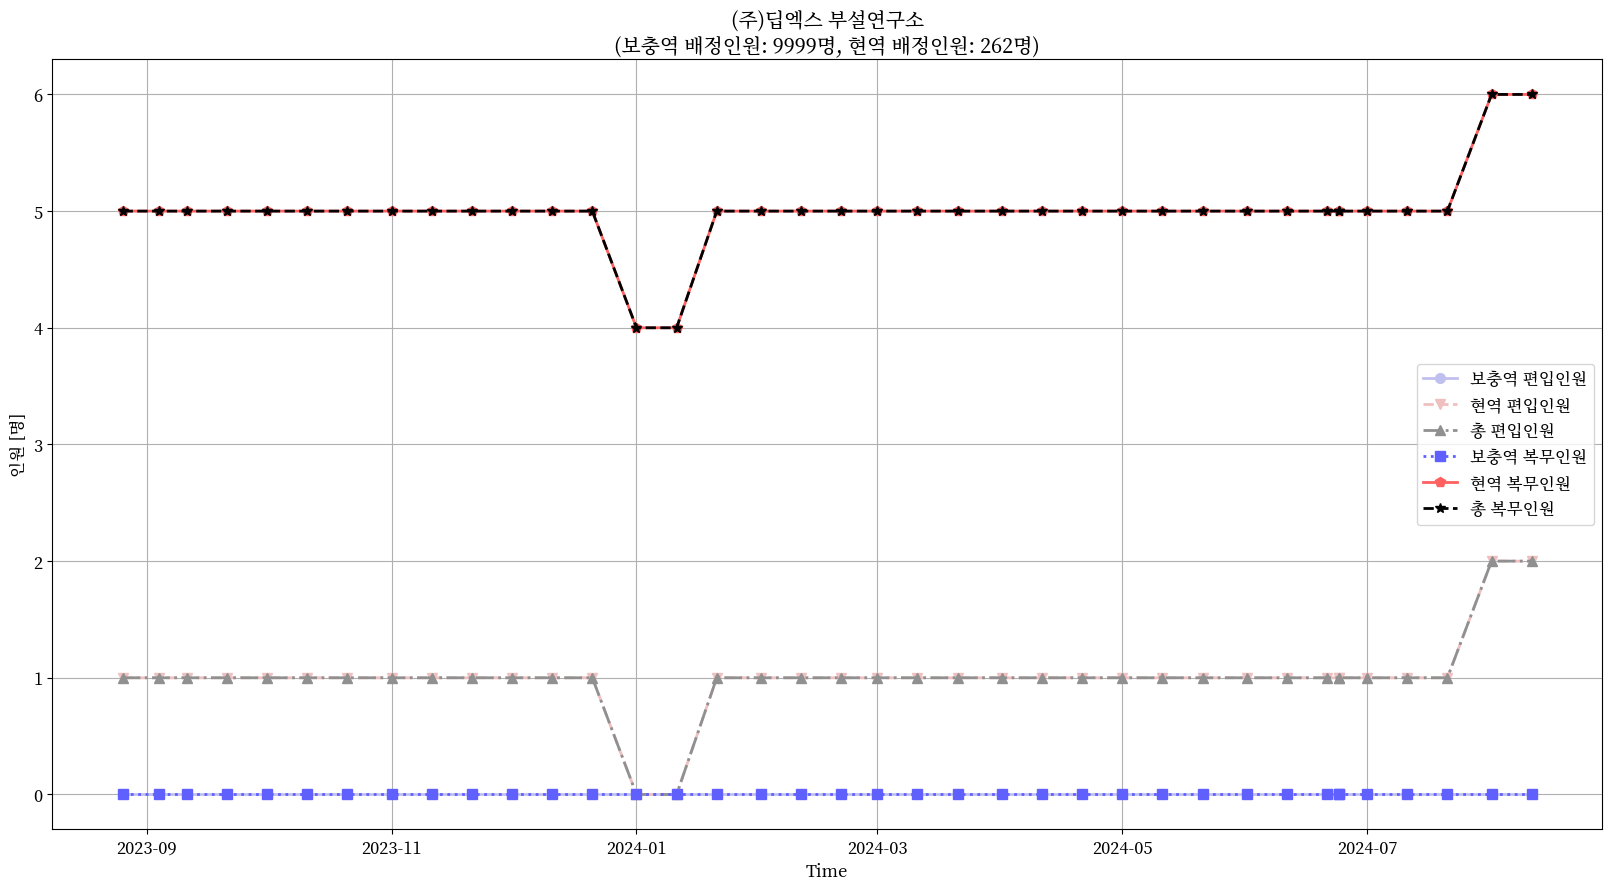 (주)딥엑스 부설연구소
(보충역 배정인원: 9999명, 현역 배정인원: 262명)
6
5
4
3
2
1
0
인원 [명]
보충역 편입인원
현역 편입인원
총 편입인원
보충역 복무인원
현역 복무인원
총 복무인원
2023-09
2023-11
2024-01
2024-03
2024-05
2024-07
Time